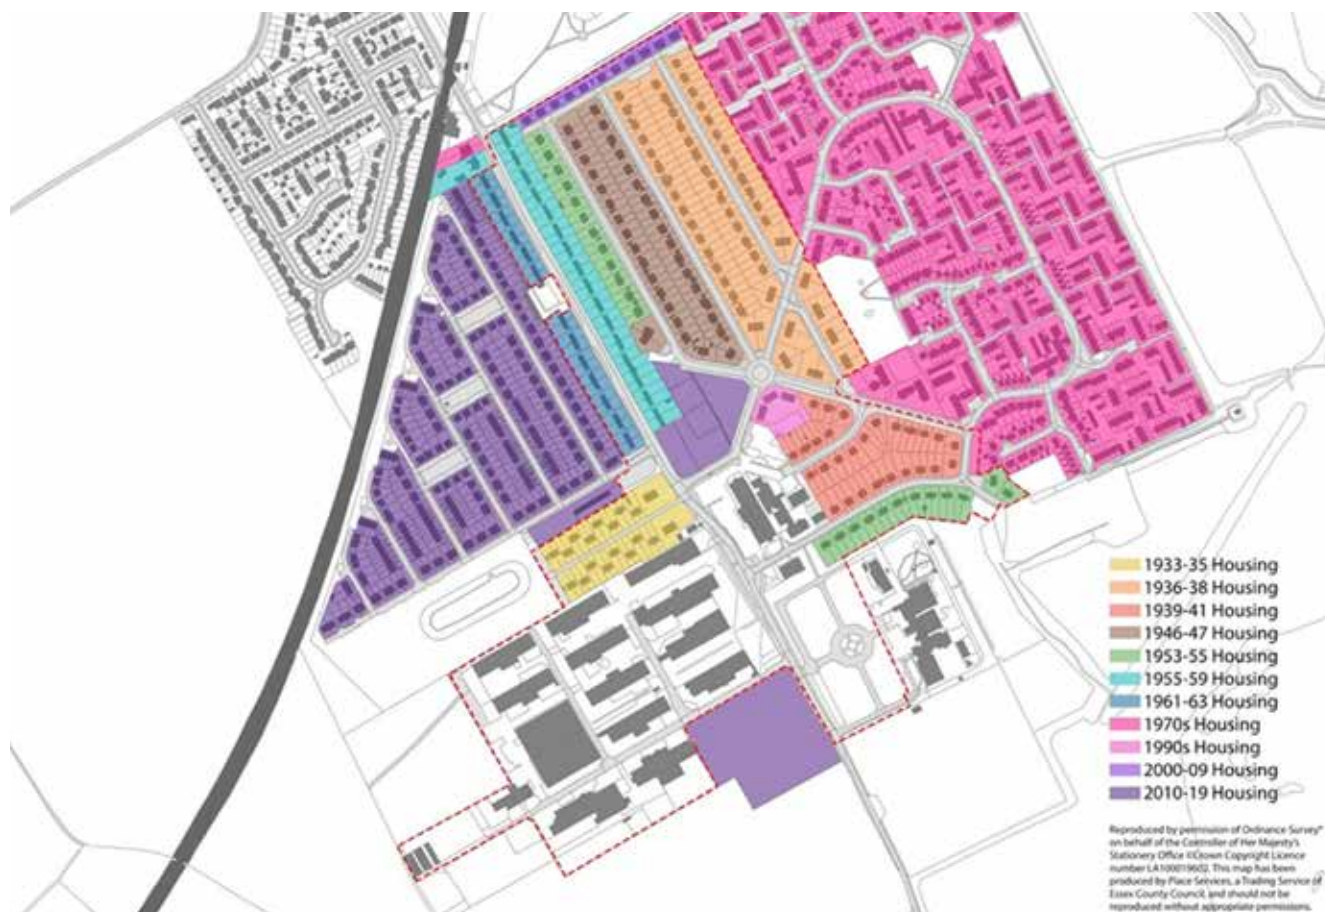 1933-35 Housing
1936-38 Housing
1939-41 Housing
1946-47 Housing
1953-55 Housing
1955-59 Housing
1961-63 Housing
1970s Housing
1990s Housing
2000-09 Housing
2010-19 Housing
Reproduced by permission of Ordnance Survey®
on behalf of the Controller of Her Majesty's
Stationery Office ©Crown Copyright Licence
number LA100019602. This map has been
produced by Place Services, a Trading Service of
Essex County Council, and should not be
reproduced without appropriate permissions.